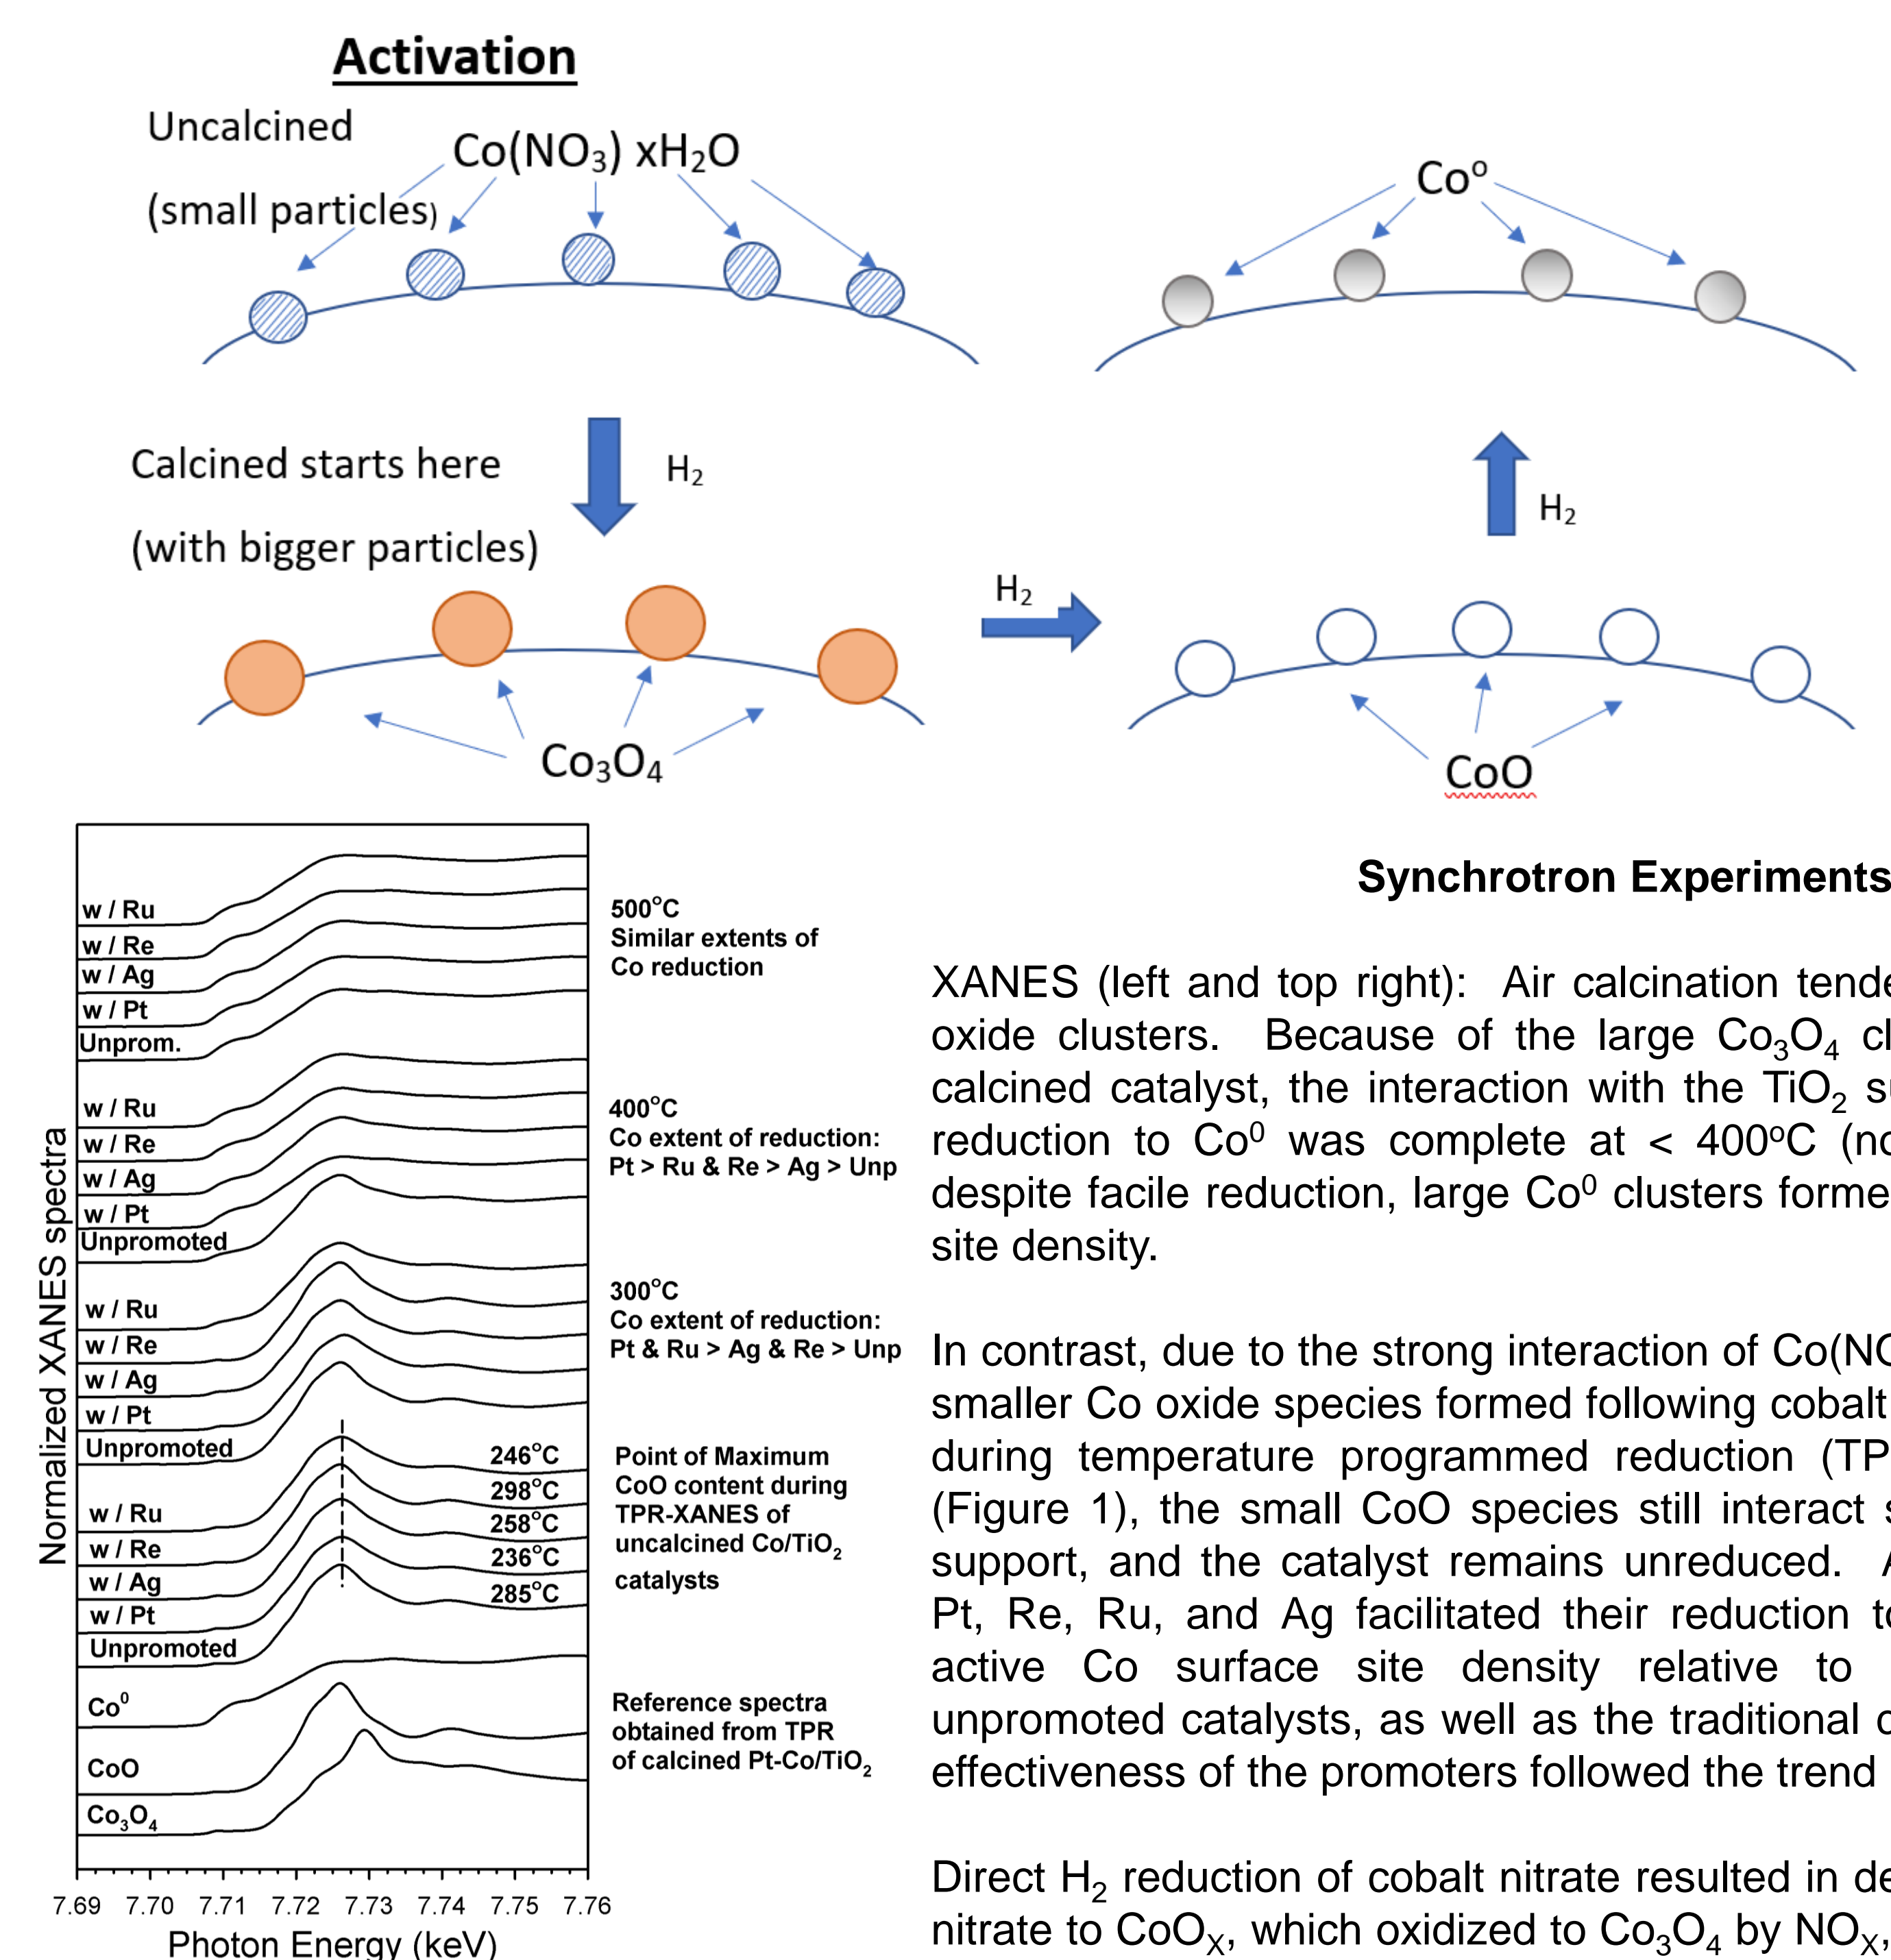 Activation
Uncalcined
(small particles)
Co(NO₃) xH₂O
Co⁰
Calcined starts here
(with bigger particles)
H₂
H₂
H₂
Co₃O₄
CoO
Normalized XANES spectra
w / Ru
w / Re
w / Ag
w / Pt
Unprom.
500°C
Similar extents of
Co reduction
w / Ru
w / Re
w / Ag
w / Pt
Unpromoted
400°C
Co extent of reduction:
Pt > Ru & Re > Ag > Unp
w / Ru
w / Re
w / Ag
w / Pt
Unpromoted
300°C
Co extent of reduction:
Pt & Ru > Ag & Re > Unp
w / Ru
w / Re
w / Ag
w / Pt
Unpromoted
246°C
298°C
258°C
236°C
285°C
Point of Maximum
CoO content during
TPR-XANES of
uncalcined Co/TiO₂
catalysts
Co⁰
CoO
Co₃O₄
Reference spectra
obtained from TPR
of calcined Pt-Co/TiO₂
7.69 7.70 7.71 7.72 7.73 7.74 7.75 7.76
Photon Energy (keV)
Synchrotron Experiments
XANES (left and top right): Air calcination tende
oxide clusters. Because of the large Co₃O₄ cl
calcined catalyst, the interaction with the TiO₂ su
reduction to Co⁰ was complete at < 400ºC (no
despite facile reduction, large Co⁰ clusters forme
site density.
In contrast, due to the strong interaction of Co(NO
smaller Co oxide species formed following cobalt
during temperature programmed reduction (TP
(Figure 1), the small CoO species still interact s
support, and the catalyst remains unreduced. A
Pt, Re, Ru, and Ag facilitated their reduction to
active Co surface site density relative to
unpromoted catalysts, as well as the traditional c
effectiveness of the promoters followed the trend
Direct H₂ reduction of cobalt nitrate resulted in de
nitrate to CoOₓ, which oxidized to Co₃O₄ by NOₓ,